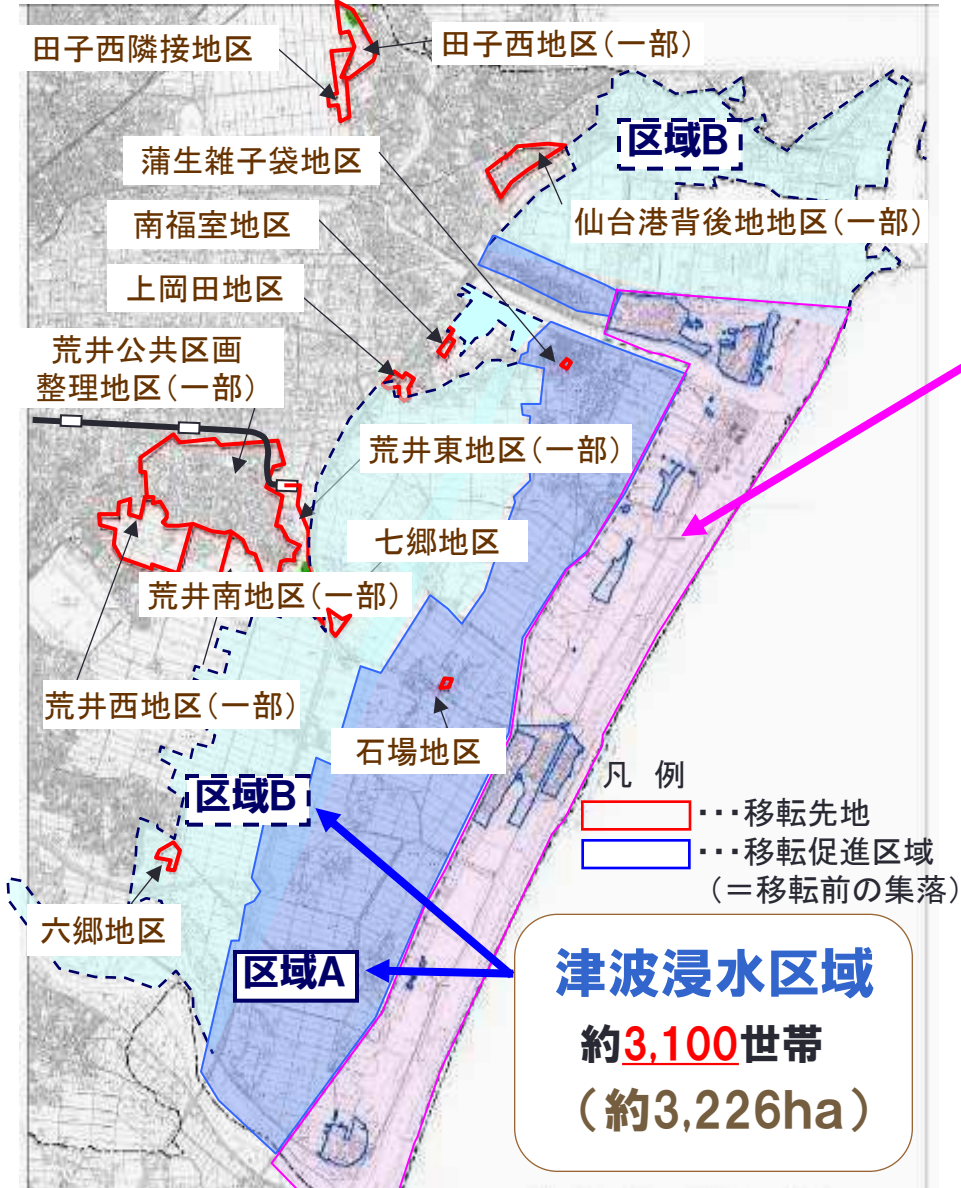 田子西隣接地区
田子西地区(一部)
区域B
蒲生雑子袋地区
南福室地区
仙台港背後地地区(一部)
上岡田地区
荒井公共区画
整理地区(一部)
荒井東地区(一部)
七郷地区
荒井南地区(一部)
荒井西地区(一部)
石場地区
凡 例
・・・移転先地
・・・移転促進区域
(=移転前の集落)
区域B
六郷地区
区域A
津波浸水区域
約3,100世帯
(約3,226ha)